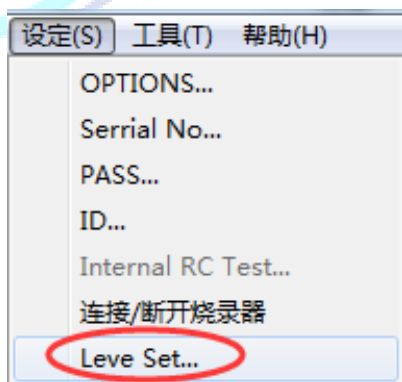 设定(S) 工具(T) 帮助(H)
OPTIONS...
Serrial No...
PASS...
ID...
Internal RC Test...
连接/断开烧录器
Leve Set...